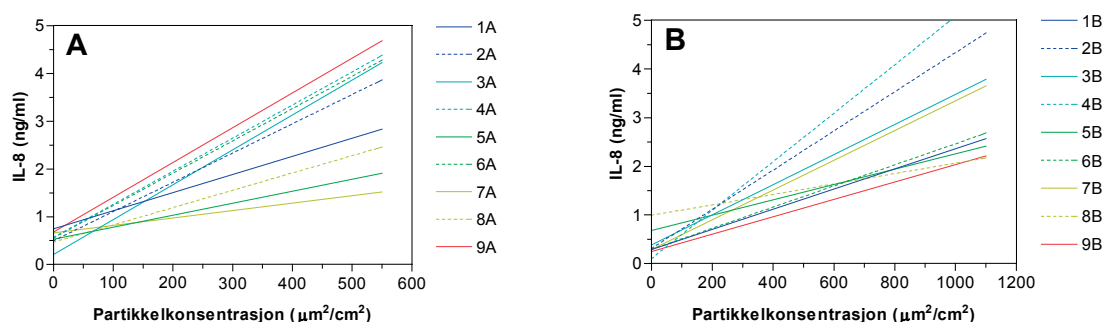 A
IL-8 (ng/ml)
5
4
3
2
1
0
0 100 200 300 400 500 600
Partikkelkonsentrasjon (μm²/cm²)
1A
2A
3A
4A
5A
6A
7A
8A
9A
B
IL-8 (ng/ml)
5
4
3
2
1
0
0 200 400 600 800 1000 1200
Partikkelkonsentrasjon (μm²/cm²)
1B
2B
3B
4B
5B
6B
7B
8B
9B